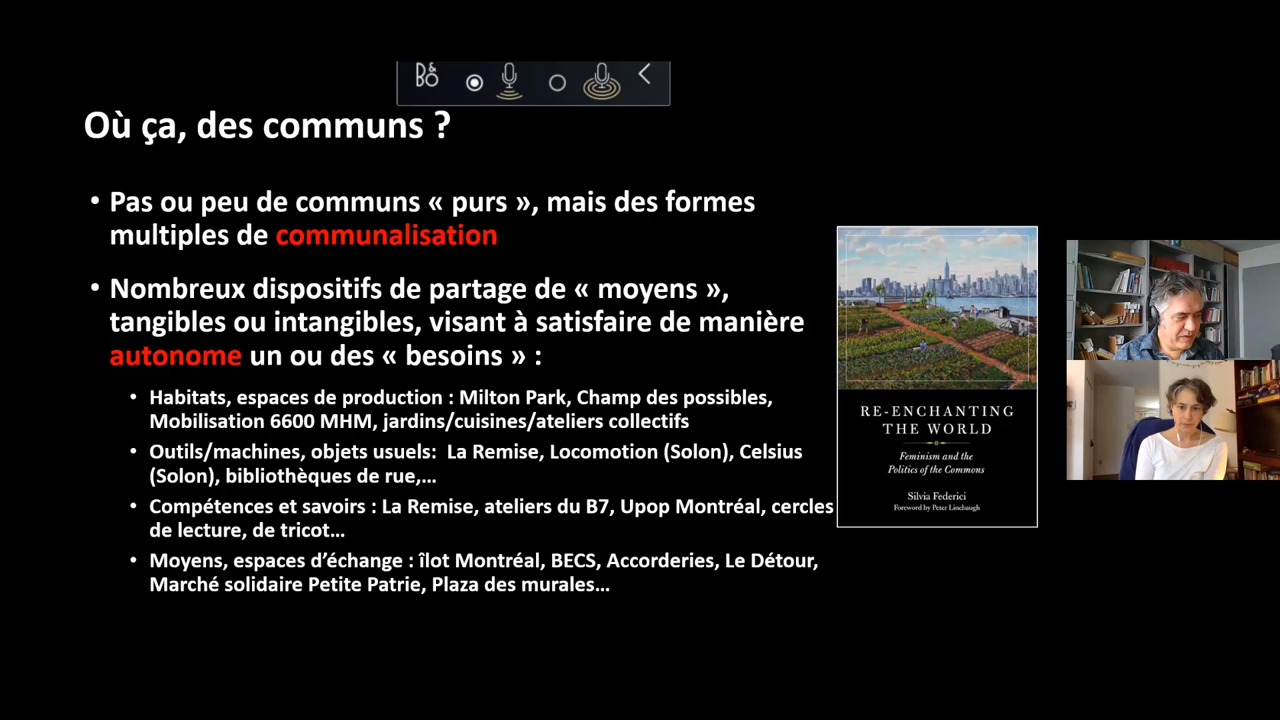 B&O
Où ça, des communs ?
• Pas ou peu de communs « purs », mais des formes
multiples de communalisation
• Nombreux dispositifs de partage de « moyens »,
tangibles ou intangibles, visant à satisfaire de manière
autonome un ou des « besoins » :
• Habitats, espaces de production : Milton Park, Champ des possibles,
Mobilisation 6600 MHM, jardins/cuisines/ateliers collectifs
• Outils/machines, objets usuels:  La Remise, Locomotion (Solon), Celsius
(Solon), bibliothèques de rue,…
• Compétences et savoirs : La Remise, ateliers du B7, Upop Montréal, cercles
de lecture, de tricot…
• Moyens, espaces d’échange : îlot Montréal, BECS, Accorderies, Le Détour,
Marché solidaire Petite Patrie, Plaza des murales…
RE-ENCHANTING
THE WORLD
Feminism and the
Politics of the Commons
Silvia Federici
Foreword by Peter Linebaugh